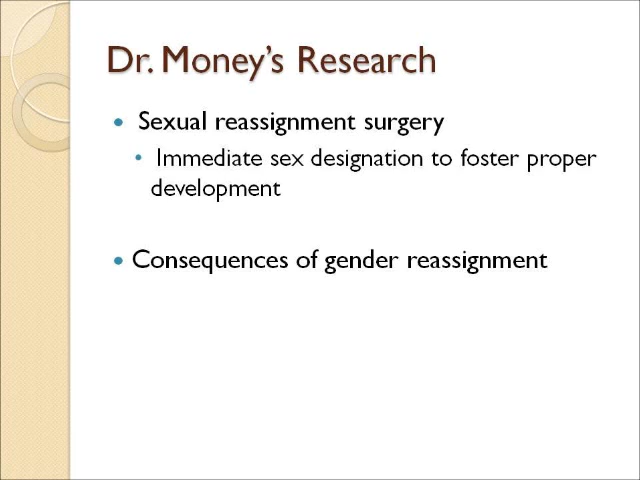 Dr. Money's Research
• Sexual reassignment surgery
• Immediate sex designation to foster proper
development
• Consequences of gender reassignment